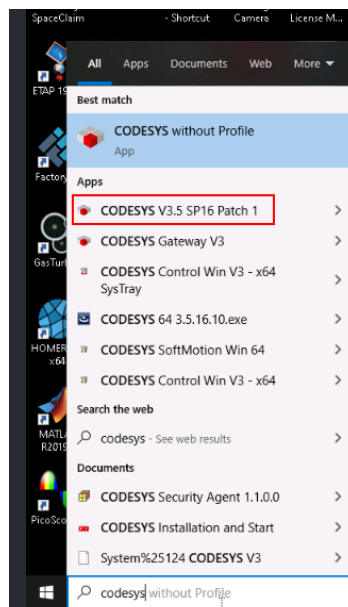 SpaceClaim
- Shortcut
Camera
License M...
All Apps Documents Web More
ETAP 19
Best match
CODESYS without Profile
App
Factory
Apps
CODESYS V3.5 SP16 Patch 1
CODESYS Gateway V3
GasTur
CODESYS Control Win V3 - x64
SysTray
CODESYS 64 3.5.16.10.exe
HOMER
x64
CODESYS SoftMotion Win 64
CODESYS Control Win V3 - x64
Search the web
MATLA
R2019
codesys - See web results
Documents
CODESYS Security Agent 1.1.0.0
PicoSco
CODESYS Installation and Start
System%25124 CODESYS V3
codesys without Profile